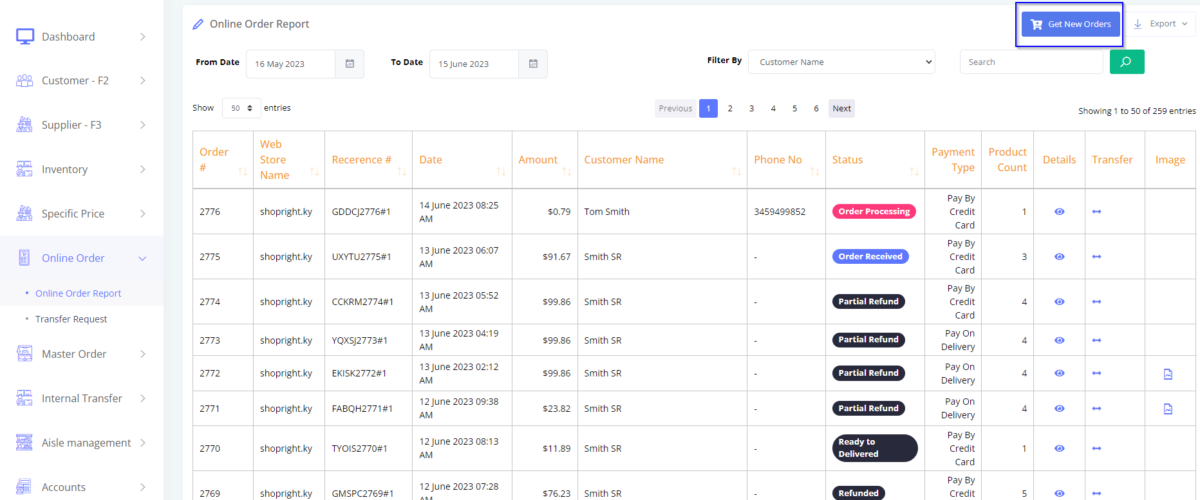 Dashboard
Customer - F2
Supplier - F3
Inventory
Specific Price
Online Order
Online Order Report
Transfer Request
Master Order
Internal Transfer
Aisle management
Accounts
Online Order Report
Get New Orders
Export
From Date 16 May 2023 To Date 15 June 2023 Filter By Customer Name Search
Show 50 entries
Previous 1 2 3 4 5 6 Next
Showing 1 to 50 of 259 entries
Order # Web Store Name Recerence # Date Amount Customer Name Phone No Status Payment Type Product Count Details Transfer Image
2776 shopright.ky GDDCJ2776#1 14 June 2023 08:25 AM $0.79 Tom Smith 3459499852 Order Processing Pay By Credit Card 1
2775 shopright.ky UXYTU2775#1 13 June 2023 06:07 AM $91.67 Smith SR - Order Received Pay By Credit Card 3
2774 shopright.ky CCKRM2774#1 13 June 2023 05:52 AM $99.86 Smith SR - Partial Refund Pay By Credit Card 4
2773 shopright.ky YQXSJ2773#1 13 June 2023 04:19 AM $99.86 Smith SR - Partial Refund Pay On Delivery 4
2772 shopright.ky EKISK2772#1 13 June 2023 02:12 AM $99.86 Smith SR - Partial Refund Pay On Delivery 4
2771 shopright.ky FABQH2771#1 12 June 2023 09:38 AM $23.82 Smith SR - Partial Refund Pay On Delivery 4
2770 shopright.ky TYOIS2770#1 12 June 2023 08:13 AM $11.89 Smith SR - Ready to Delivered Pay By Credit Card 1
2769 shopright.ky GMSPC2769#1 12 June 2023 07:28 AM $76.23 Smith SR - Refunded Pay By Credit 5